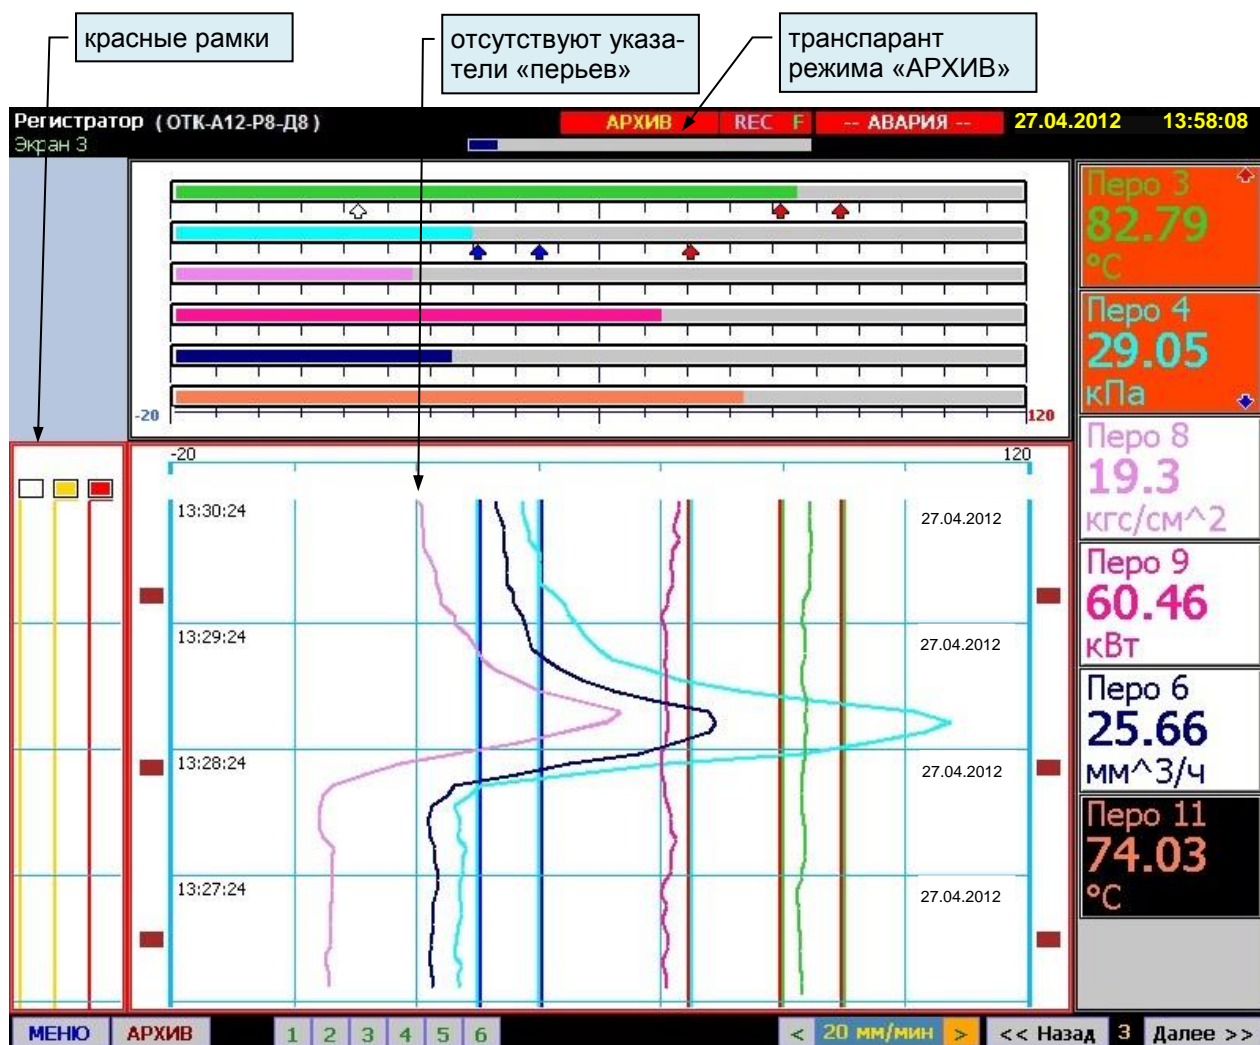 красные рамки
отсутствуют указа-
тели «перьев»
транспарант
режима «АРХИВ»
Регистратор (ОТК-А12-Р8-Д8)
АРХИВ
REC F
-- АВАРИЯ --
27.04.2012 13:58:08
Экран 3
-20
120
Перо 3
82.79
°C
Перо 4
29.05
кПа
Перо 8
19.3
кгс/см^2
Перо 9
60.46
кВт
Перо 6
25.66
мм^3/ч
Перо 11
74.03
°C
-20 120
13:30:24 27.04.2012
13:29:24 27.04.2012
13:28:24 27.04.2012
13:27:24 27.04.2012
МЕНЮ АРХИВ 1 2 3 4 5 6 < 20 мм/мин > << Назад 3 Далее >>